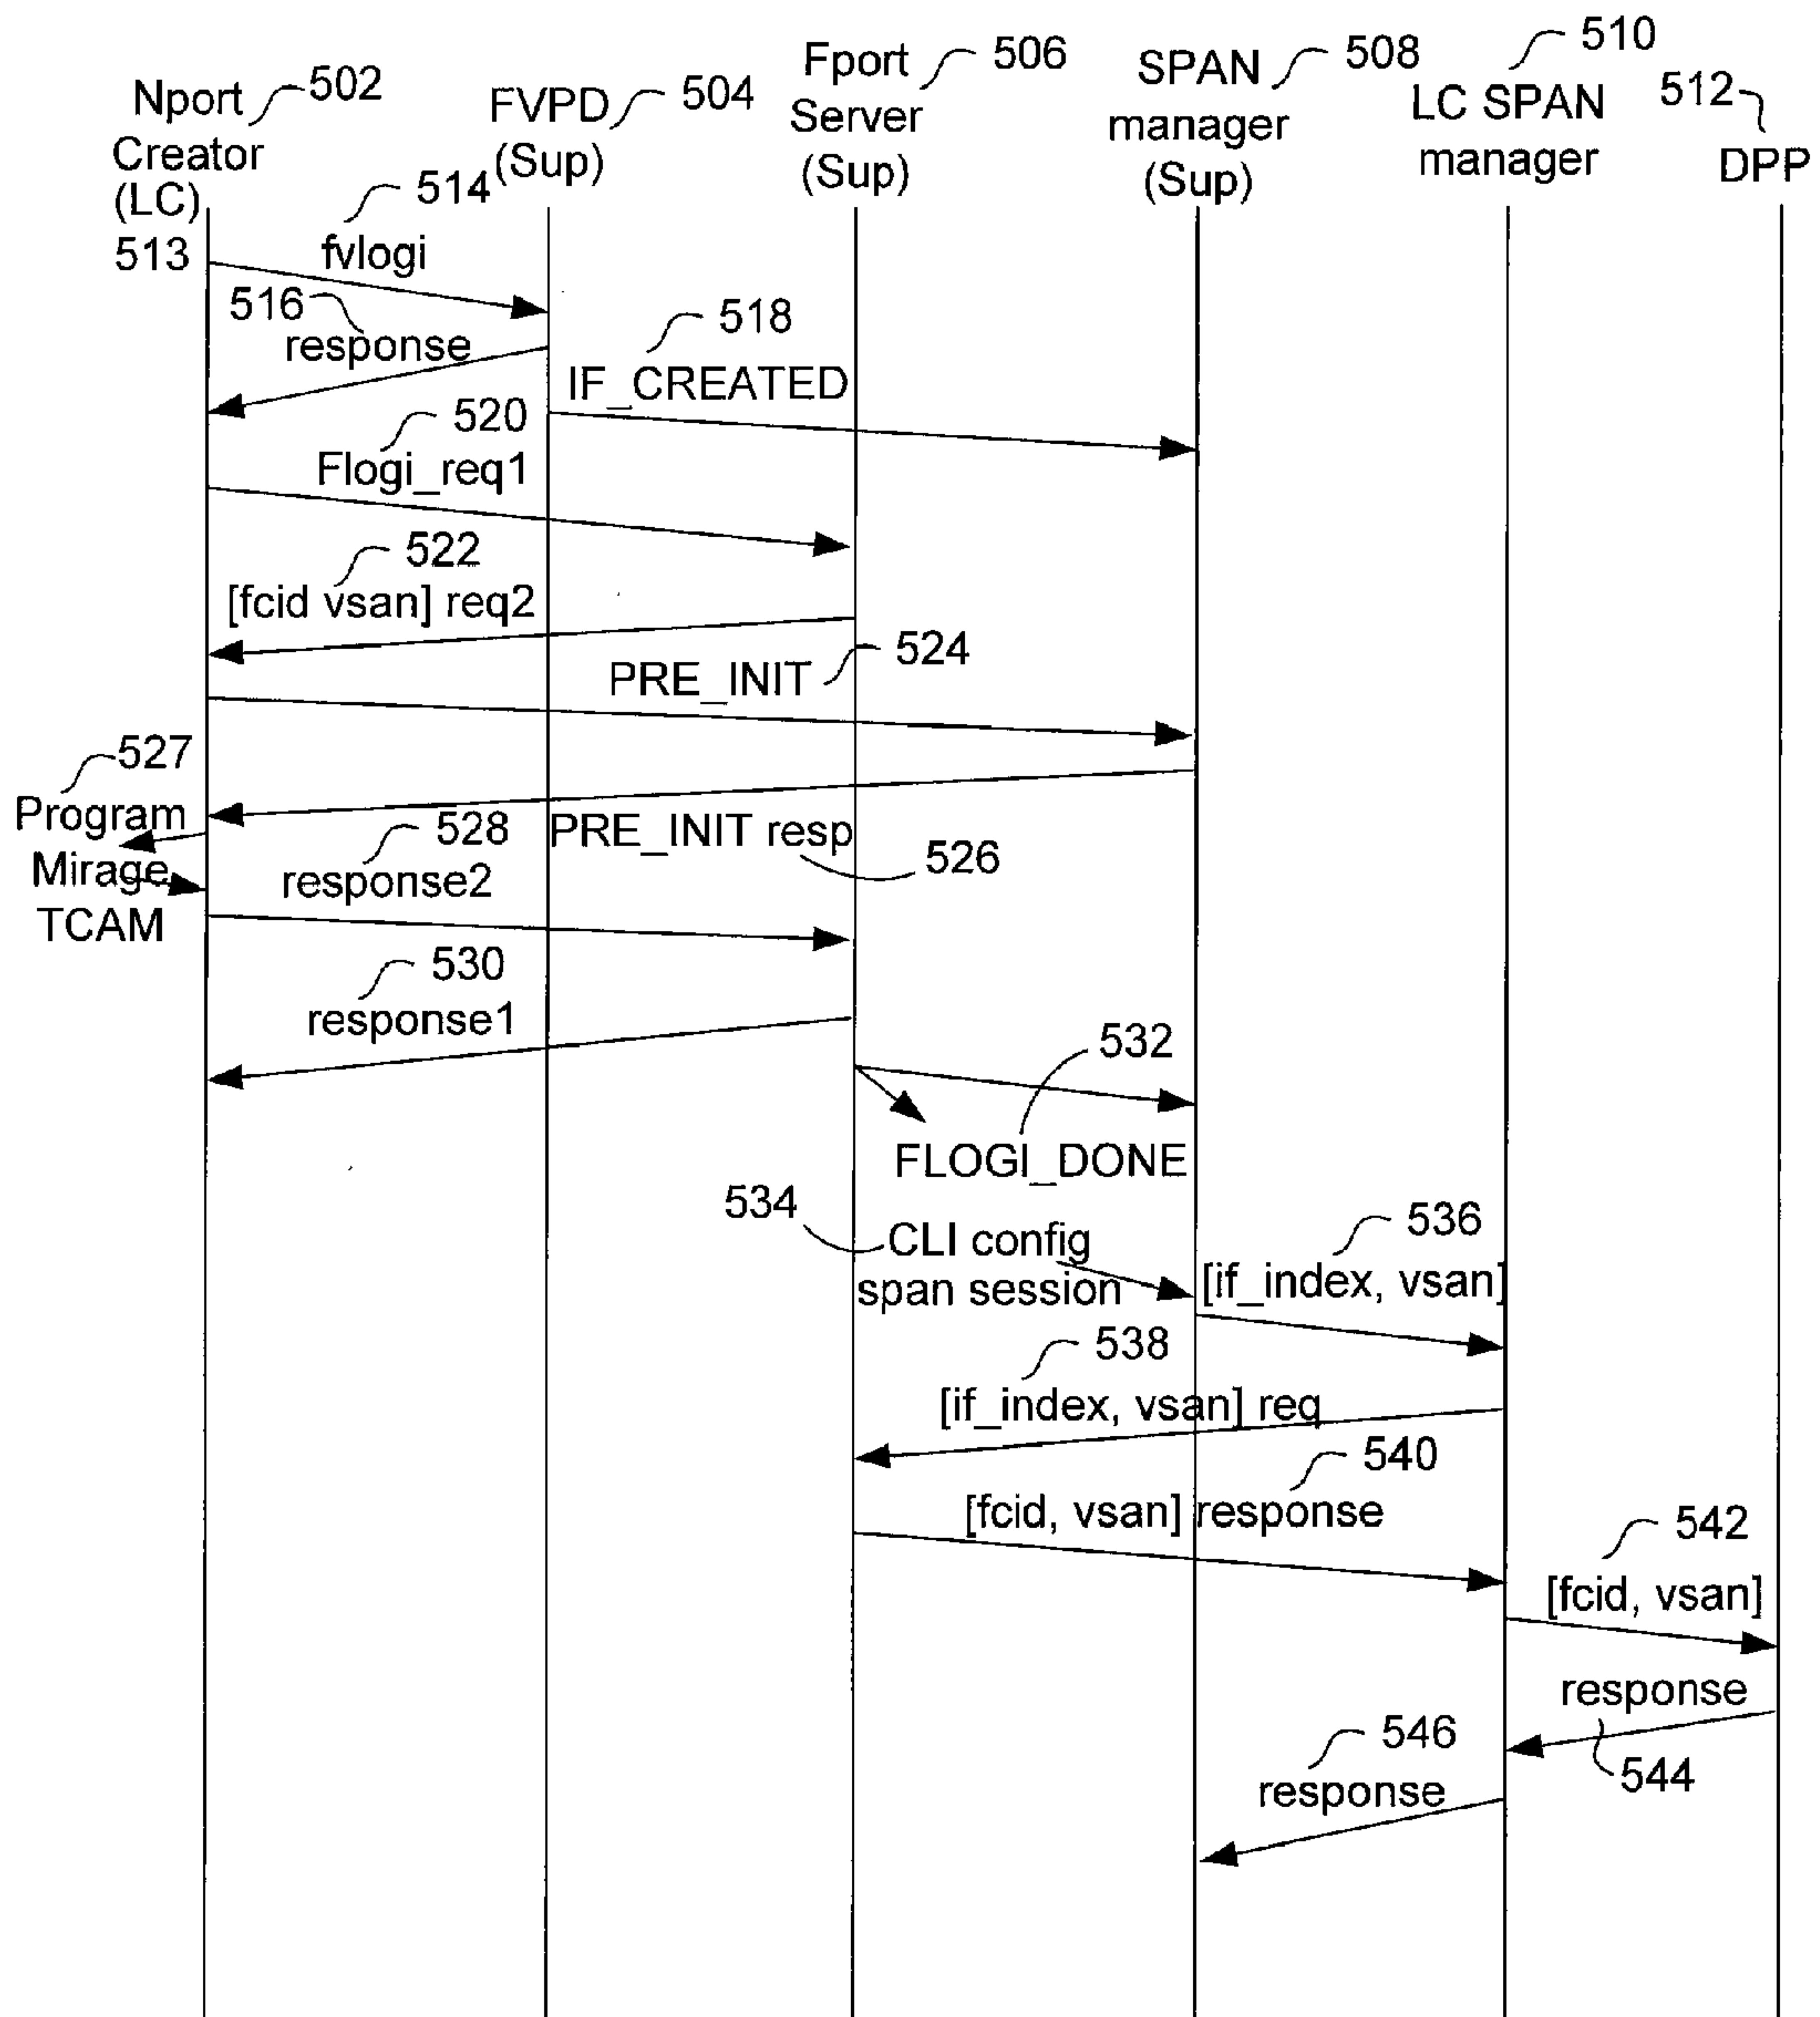 Nport
Creator
(LC)
502
FVPD
(Sup)
504
Fport
Server
(Sup)
506
SPAN
manager
(Sup)
508
LC SPAN
manager
510
DPP
512
513
514
fvlogi
516
response
518
IF_CREATED
520
Flogi_req1
522
[fcid vsan] req2
524
PRE_INIT
527
Program
Mirage
TCAM
PRE_INIT resp
526
528
response2
530
response1
532
FLOGI_DONE
534
CLI config
span session
536
[if_index, vsan]
538
[if_index, vsan] req
540
[fcid, vsan] response
542
[fcid, vsan]
response
544
546
response